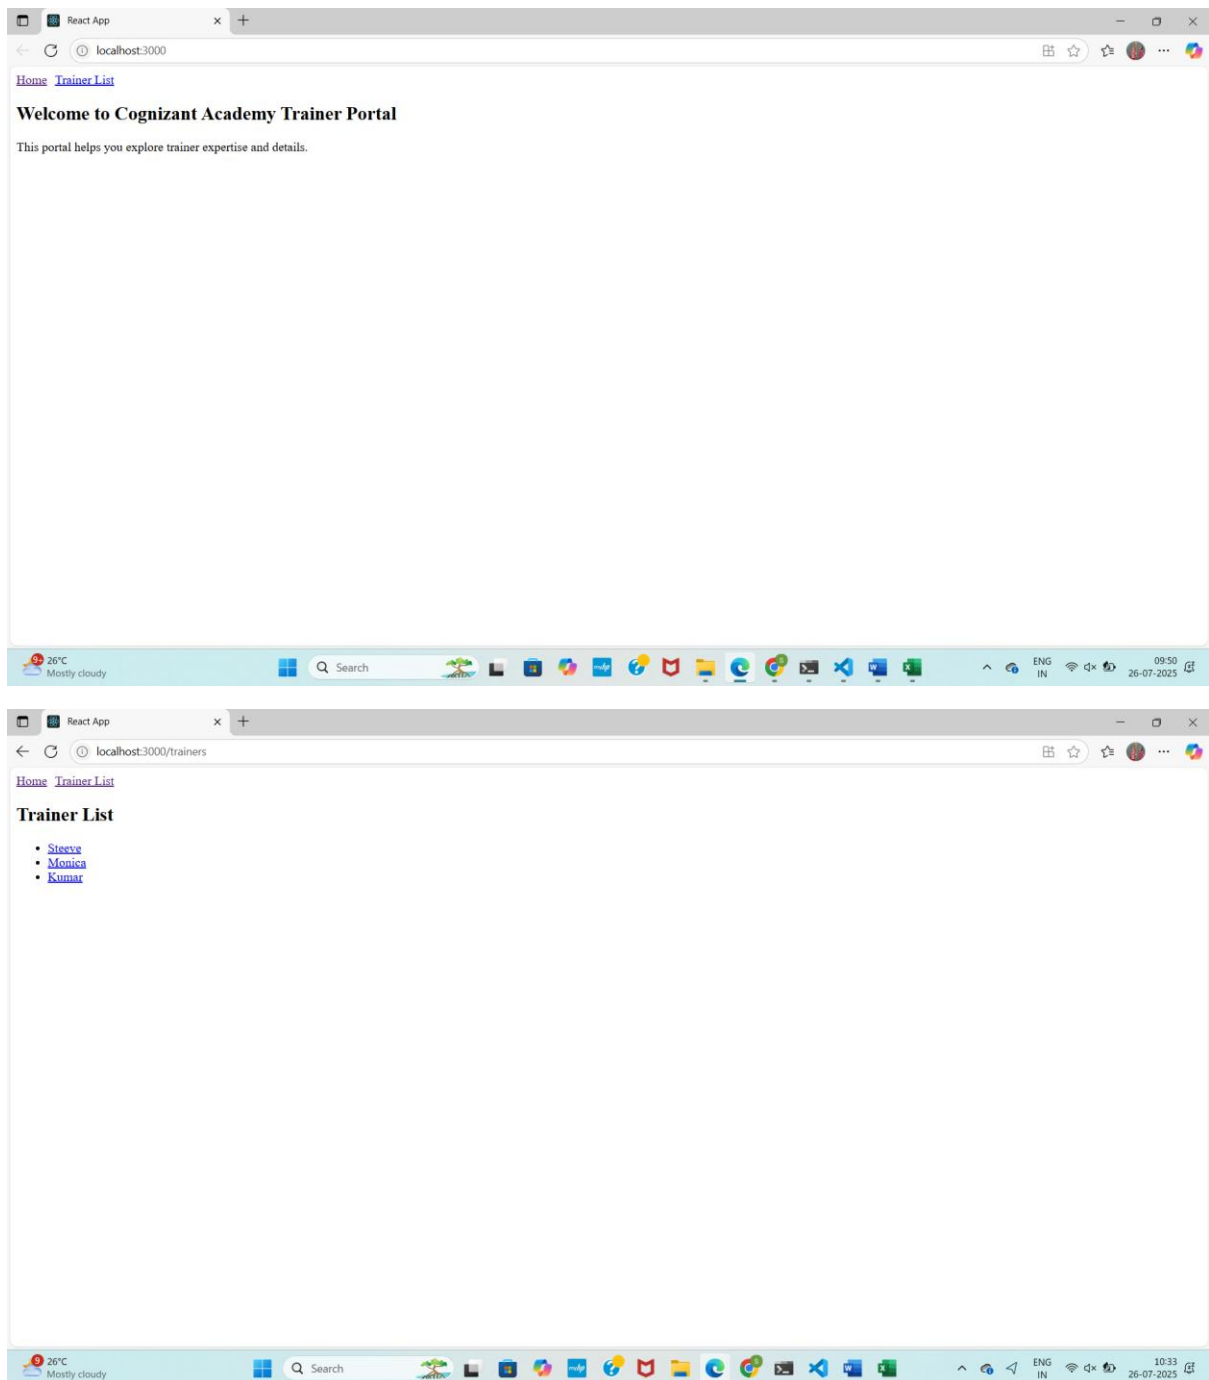 React App
localhost:3000
Home Trainer List
Welcome to Cognizant Academy Trainer Portal
This portal helps you explore trainer expertise and details.
9+
26°C
Mostly cloudy
Search
ENG
IN
09:50
26-07-2025
React App
localhost:3000/trainers
Home Trainer List
Trainer List
Steeve
Monica
Kumar
9
26°C
Mostly cloudy
Search
ENG
IN
10:33
26-07-2025